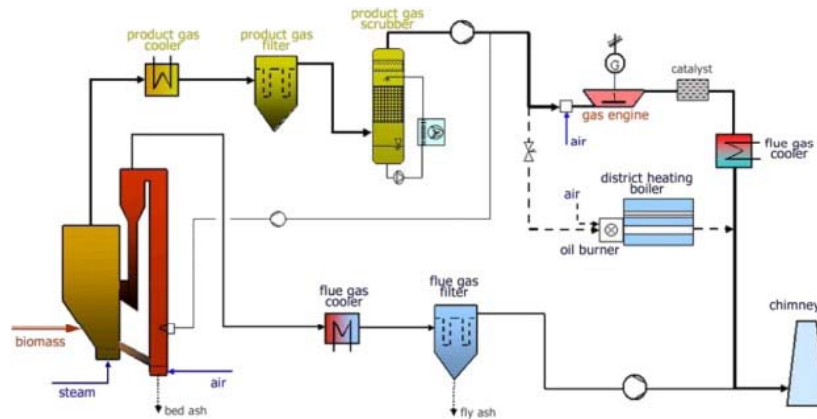 product gas
cooler
product gas
filter
product gas
scrubber
G
catalyst
gas engine
air
flue gas
cooler
district heating
boiler
air
oil burner
flue gas
cooler
flue gas
filter
chimney
biomass
steam
air
bed ash
fly ash